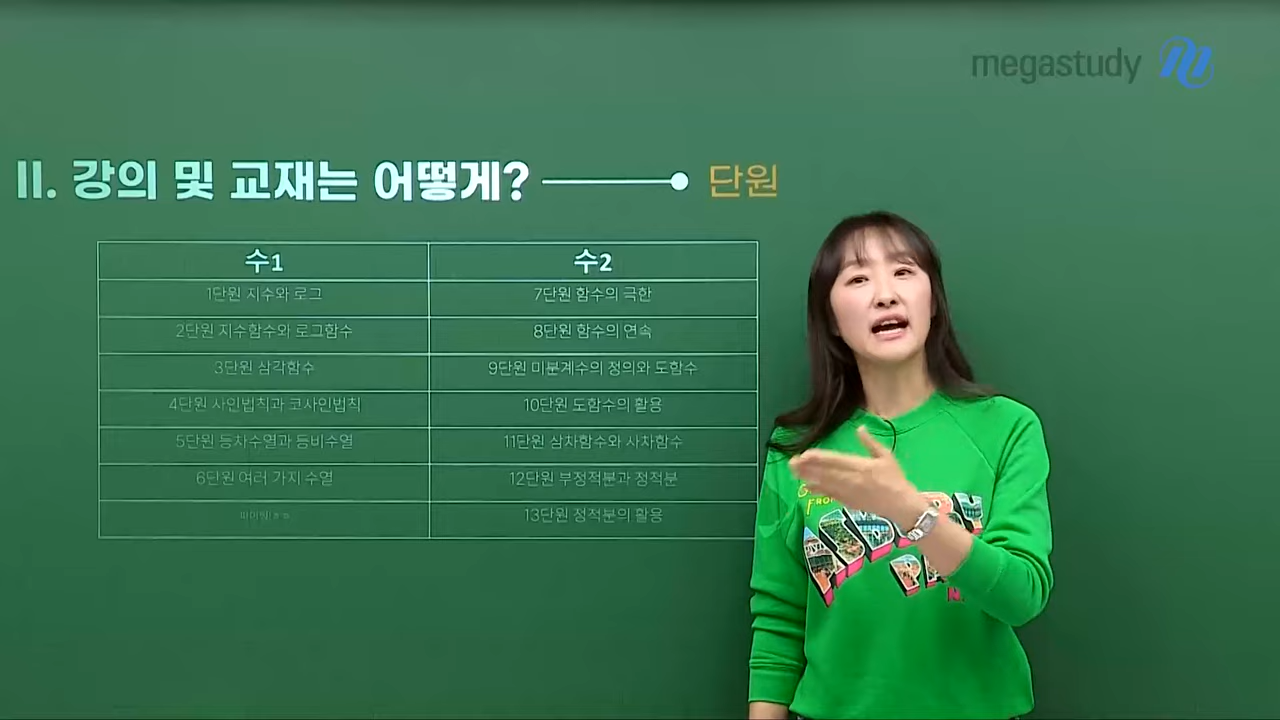 megastudy
II. 강의 및 교재는 어떻게? 단원
수1 수2
1단원 지수와 로그 7단원 함수의 극한
2단원 지수함수와 로그함수 8단원 함수의 연속
3단원 삼각함수 9단원 미분계수의 정의와 도함수
4단원 사인법칙과 코사인법칙 10단원 도함수의 활용
5단원 등차수열과 등비수열 11단원 삼차함수와 사차함수
6단원 여러 가지 수열 12단원 부정적분과 정적분
13단원 정적분의 활용